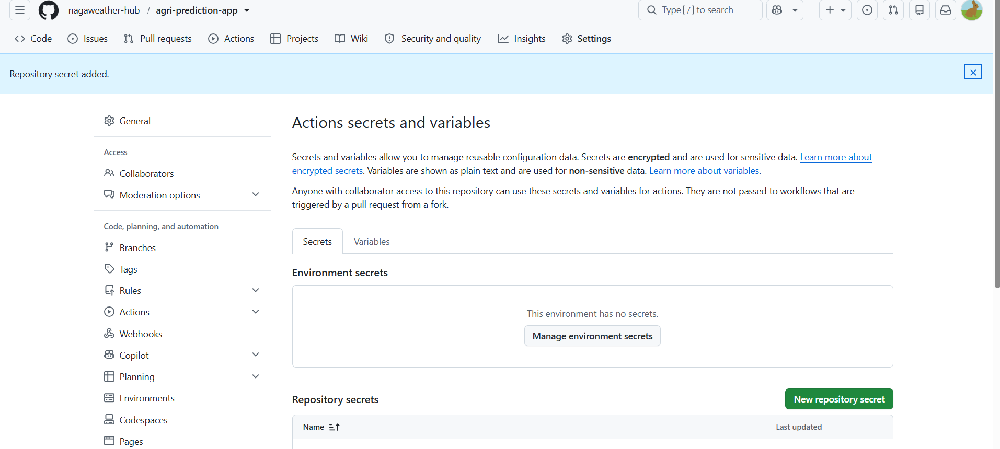 nagaweather-hub / agri-prediction-app
Type / to search
Code
Issues
Pull requests
Actions
Projects
Wiki
Security and quality
Insights
Settings
Repository secret added.
General
Access
Collaborators
Moderation options
Code, planning, and automation
Branches
Tags
Rules
Actions
Webhooks
Copilot
Planning
Environments
Codespaces
Pages
Actions secrets and variables
Secrets and variables allow you to manage reusable configuration data. Secrets are encrypted and are used for sensitive data. Learn more about
encrypted secrets. Variables are shown as plain text and are used for non-sensitive data. Learn more about variables.
Anyone with collaborator access to this repository can use these secrets and variables for actions. They are not passed to workflows that are
triggered by a pull request from a fork.
Secrets
Variables
Environment secrets
This environment has no secrets.
Manage environment secrets
Repository secrets
New repository secret
Name
Last updated